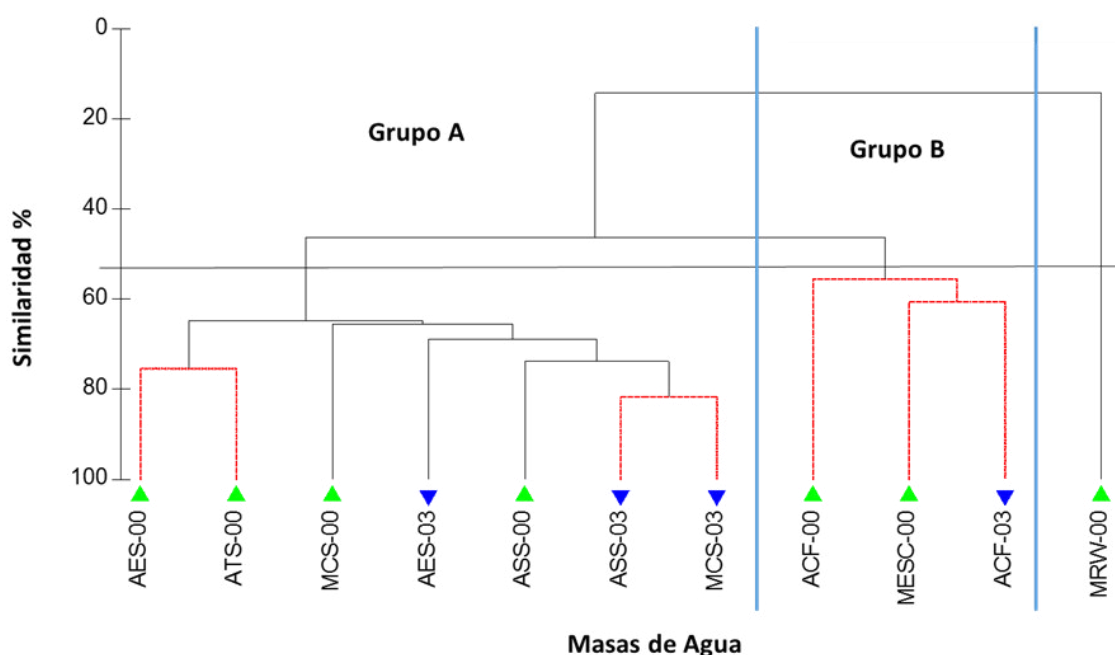 0
20
40
60
80
100
Similaridad %
Grupo A
Grupo B
AES-00
ATS-00
MCS-00
AES-03
ASS-00
ASS-03
MCS-03
ACF-00
MESC-00
ACF-03
MRW-00
Masas de Agua